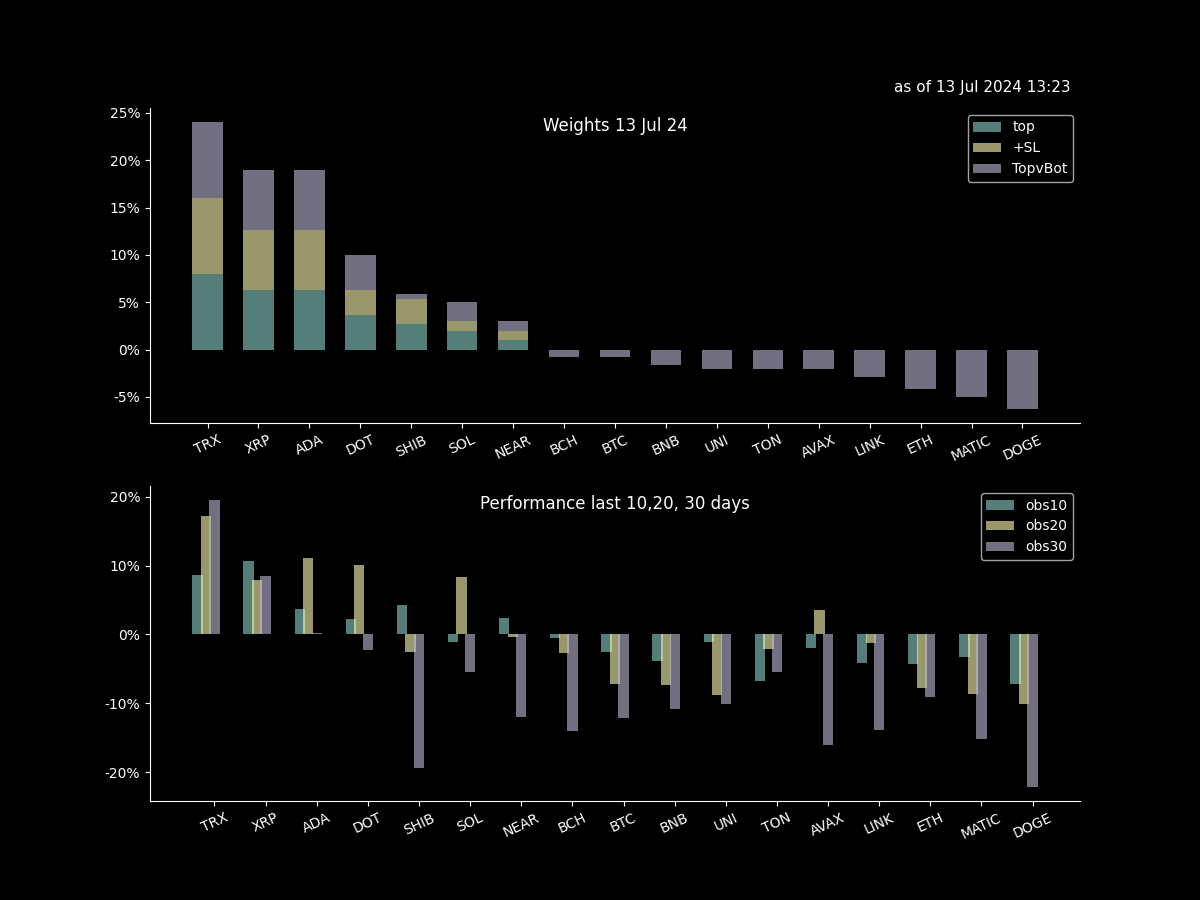 as of 13 Jul 2024 13:23
Weights 13 Jul 24
top
+SL
TopvBot
25%
20%
15%
10%
5%
0%
-5%
TRX XRP ADA DOT SHIB SOL NEAR BCH BTC BNB UNI TON AVAX LINK ETH MATIC DOGE
Performance last 10,20, 30 days
obs10
obs20
obs30
20%
10%
0%
-10%
-20%
TRX XRP ADA DOT SHIB SOL NEAR BCH BTC BNB UNI TON AVAX LINK ETH MATIC DOGE